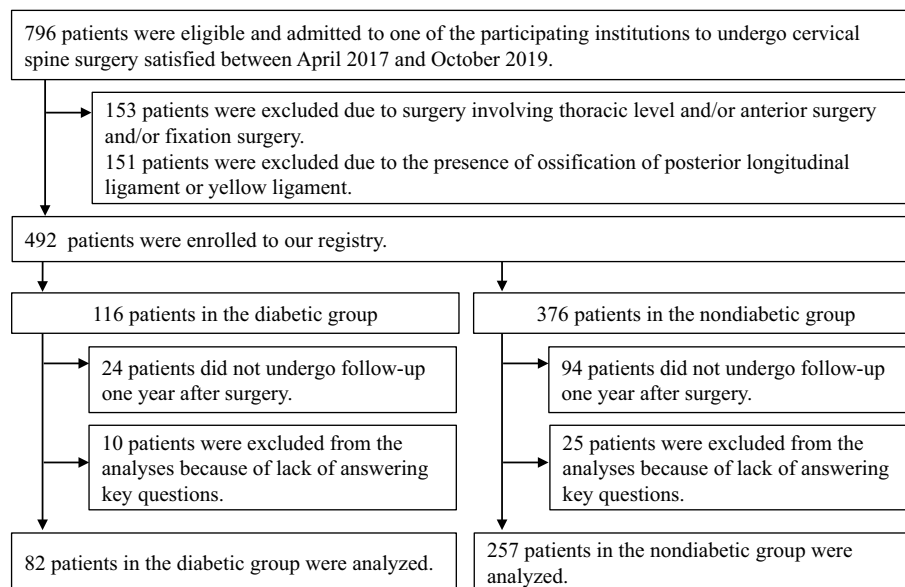 796 patients were eligible and admitted to one of the participating institutions to undergo cervical
spine surgery satisfied between April 2017 and October 2019.
153 patients were excluded due to surgery involving thoracic level and/or anterior surgery
and/or fixation surgery.
151 patients were excluded due to the presence of ossification of posterior longitudinal
ligament or yellow ligament.
492 patients were enrolled to our registry.
116 patients in the diabetic group
376 patients in the nondiabetic group
24 patients did not undergo follow-up
one year after surgery.
94 patients did not undergo follow-up
one year after surgery.
10 patients were excluded from the
analyses because of lack of answering
key questions.
25 patients were excluded from the
analyses because of lack of answering
key questions.
82 patients in the diabetic group were analyzed.
257 patients in the nondiabetic group were
analyzed.